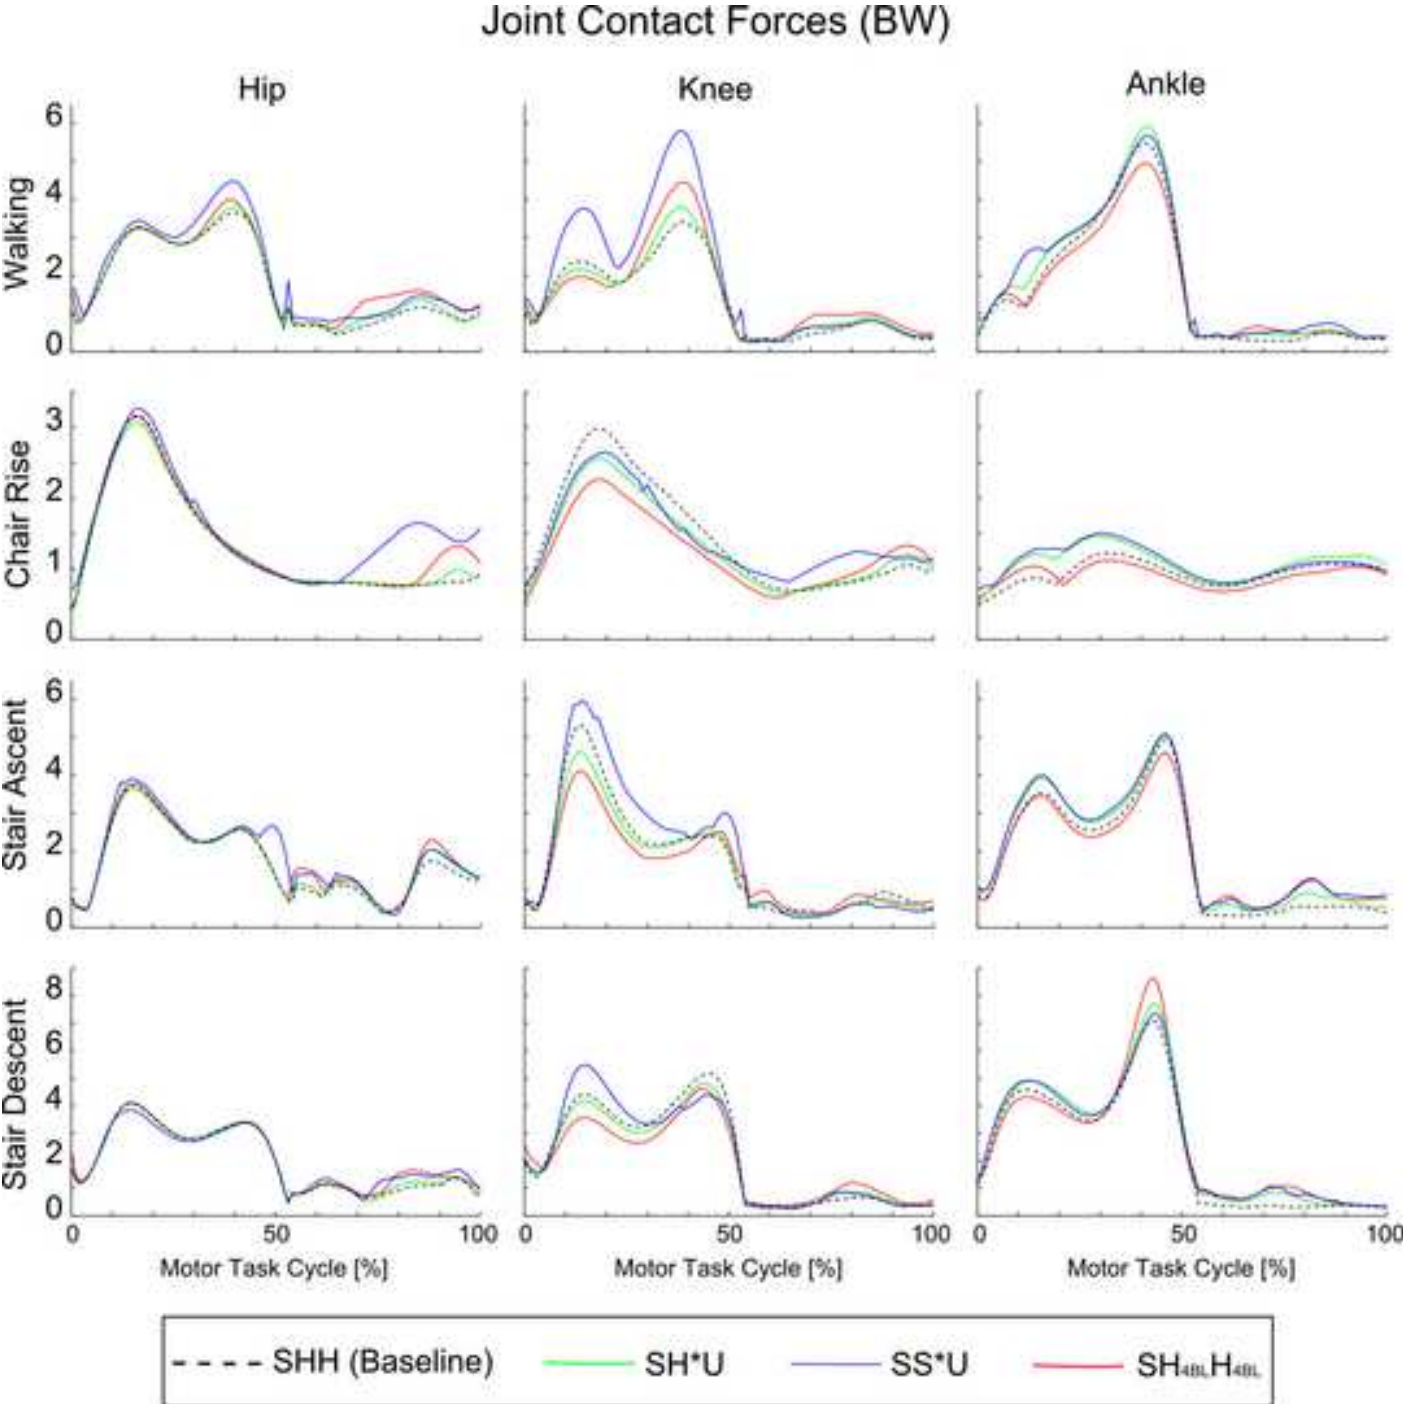 Joint Contact Forces (BW)
Hip Knee Ankle
Walking
6
4
2
0
Chair Rise
3
2
1
0
Stair Ascent
6
4
2
0
Stair Descent
8
6
4
2
0
0 50 100 0 50 100 0 50 100
Motor Task Cycle [%] Motor Task Cycle [%] Motor Task Cycle [%]
SHH (Baseline) SH*U SS*U SH4BLH4BL